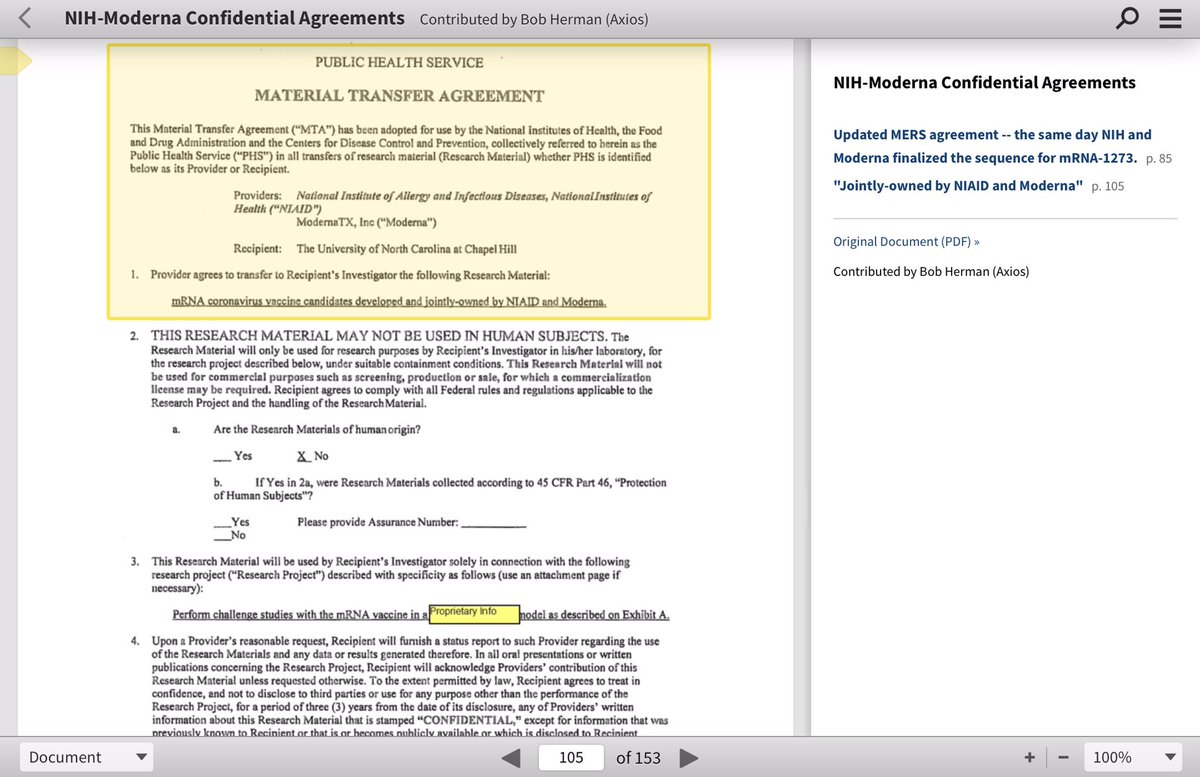 NIH-Moderna Confidential Agreements Contributed by Bob Herman (Axios)
PUBLIC HEALTH SERVICE
MATERIAL TRANSFER AGREEMENT
This Material Transfer Agreement (“MTA”) has been adopted for use by the National Institutes of Health, the Food
and Drug Administration and the Centers for Disease Control and Prevention, collectively referred to herein as the
Public Health Service (“PHS”) in all transfers of research material (Research Material) whether PHS is identified
below as its Provider or Recipient.
Providers: National Institute of Allergy and Infectious Diseases, National Institutes of
Health (“NIAID”)
ModernaTX, Inc (“Moderna”)
Recipient: The University of North Carolina at Chapel Hill
1. Provider agrees to transfer to Recipient’s Investigator the following Research Material:
mRNA coronavirus vaccine candidates developed and jointly-owned by NIAID and Moderna.
2. THIS RESEARCH MATERIAL MAY NOT BE USED IN HUMAN SUBJECTS. The
Research Material will only be used for research purposes by Recipient’s Investigator in his/her laboratory, for
the research project described below, under suitable containment conditions. This Research Material will not
be used for commercial purposes such as screening, production or sale, for which a commercialization
license may be required. Recipient agrees to comply with all Federal rules and regulations applicable to the
Research Project and the handling of the Research Material.
a. Are the Research Materials of human origin?
___ Yes X_ No
b. If Yes in 2a, were Research Materials collected according to 45 CFR Part 46, “Protection
of Human Subjects”?
___Yes Please provide Assurance Number: __________
___No
3. This Research Material will be used by Recipient’s Investigator solely in connection with the following
research project (“Research Project”) described with specificity as follows (use an attachment page if
necessary):
Perform challenge studies with the mRNA vaccine in a Proprietary Info model as described on Exhibit A.
4. Upon a Provider’s reasonable request, Recipient will furnish a status report to such Provider regarding the use
of the Research Materials and any data or results generated therefrom. In all oral presentations or written
publications concerning the Research Project, Recipient will acknowledge Providers’ contribution of this
Research Material unless requested otherwise. To the extent permitted by law, Recipient agrees to treat in
confidence, and not to disclose to third parties or use for any purpose other than the performance of the
Research Project, for a period of three (3) years from the date of its disclosure, any of Providers’ written
information about this Research Material that is stamped “CONFIDENTIAL,” except for information that was
previously known to Recipient or that is or becomes publicly available or which is disclosed to Recipient
NIH-Moderna Confidential Agreements
Updated MERS agreement -- the same day NIH and
Moderna finalized the sequence for mRNA-1273. p. 85
"Jointly-owned by NIAID and Moderna" p. 105
Original Document (PDF) »
Contributed by Bob Herman (Axios)
Document
105 of 153
+ − 100%